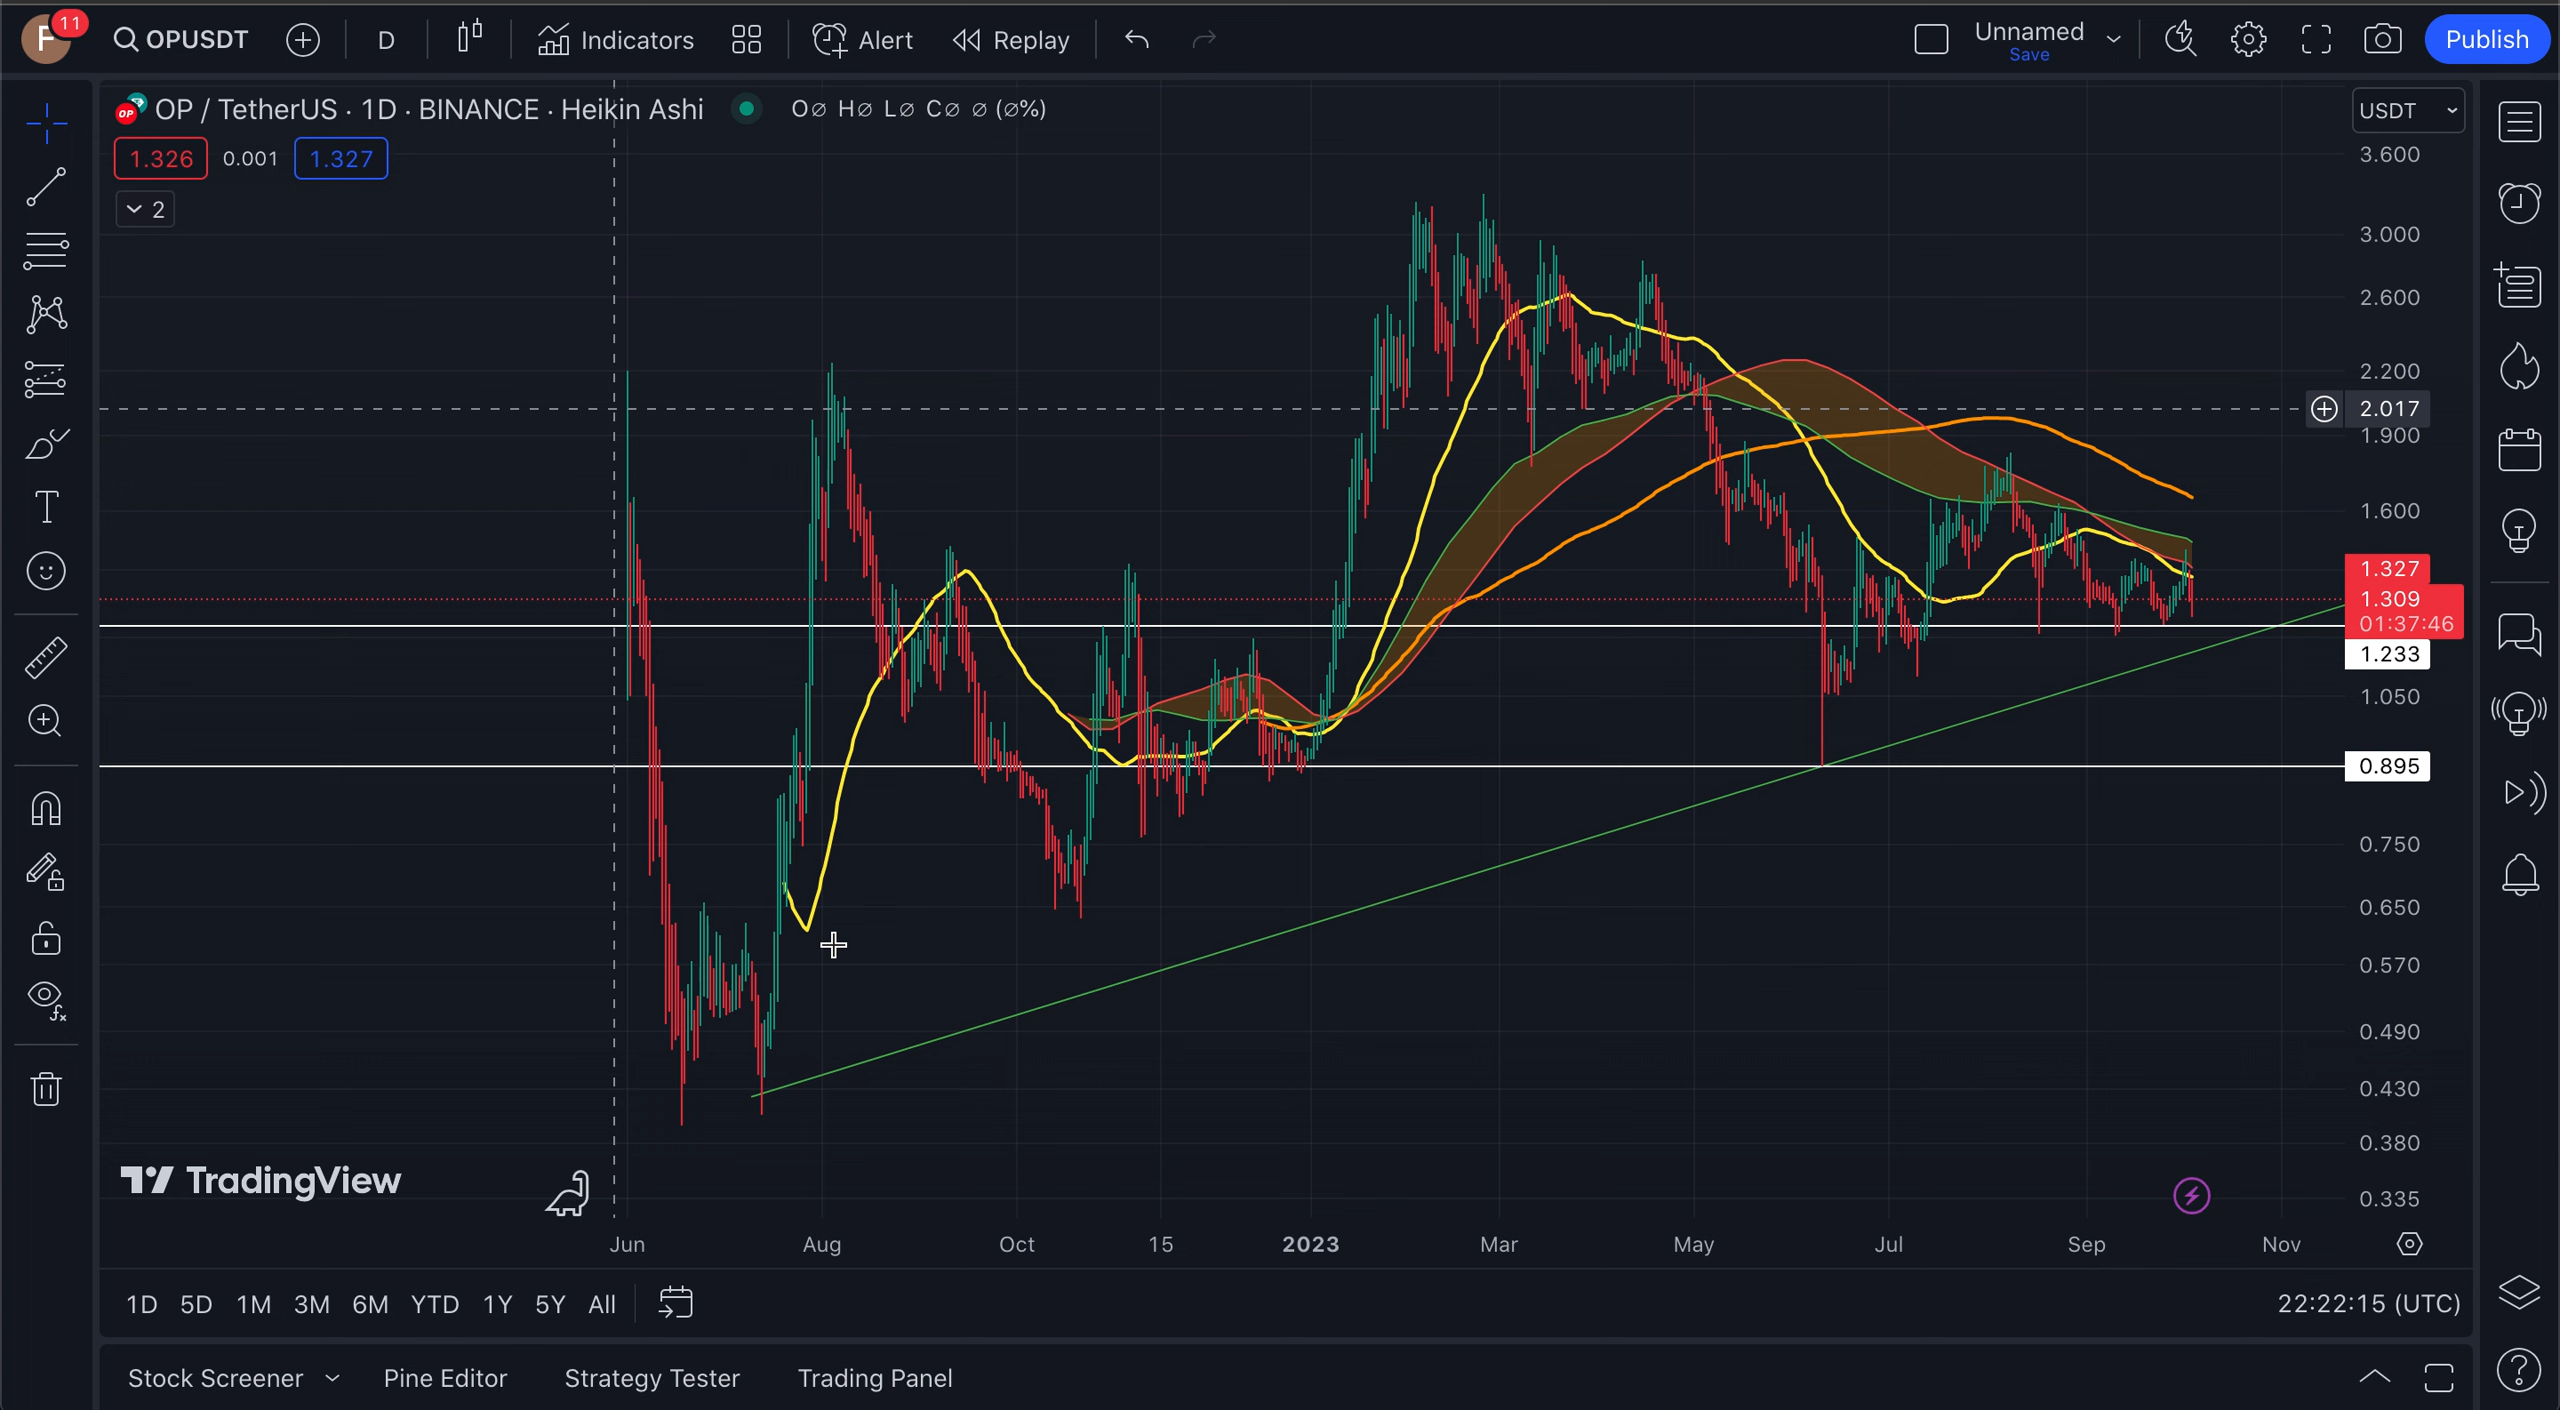 F 11 OPUSDT D Indicators Alert Replay Unnamed Save Publish
OP / TetherUS · 1D · BINANCE · Heikin Ashi O∅ H∅ L∅ C∅ ∅ (∅%)
OP
1.326 0.001 1.327
2
USDT
3.600
3.000
2.600
2.200
2.017
1.900
1.600
1.327
1.309
01:37:46
1.233
1.050
0.895
0.750
0.650
0.570
0.490
0.430
0.380
0.335
TradingView
Jun Aug Oct 15 2023 Mar May Jul Sep Nov
1D 5D 1M 3M 6M YTD 1Y 5Y All 22:22:15 (UTC)
Stock Screener Pine Editor Strategy Tester Trading Panel